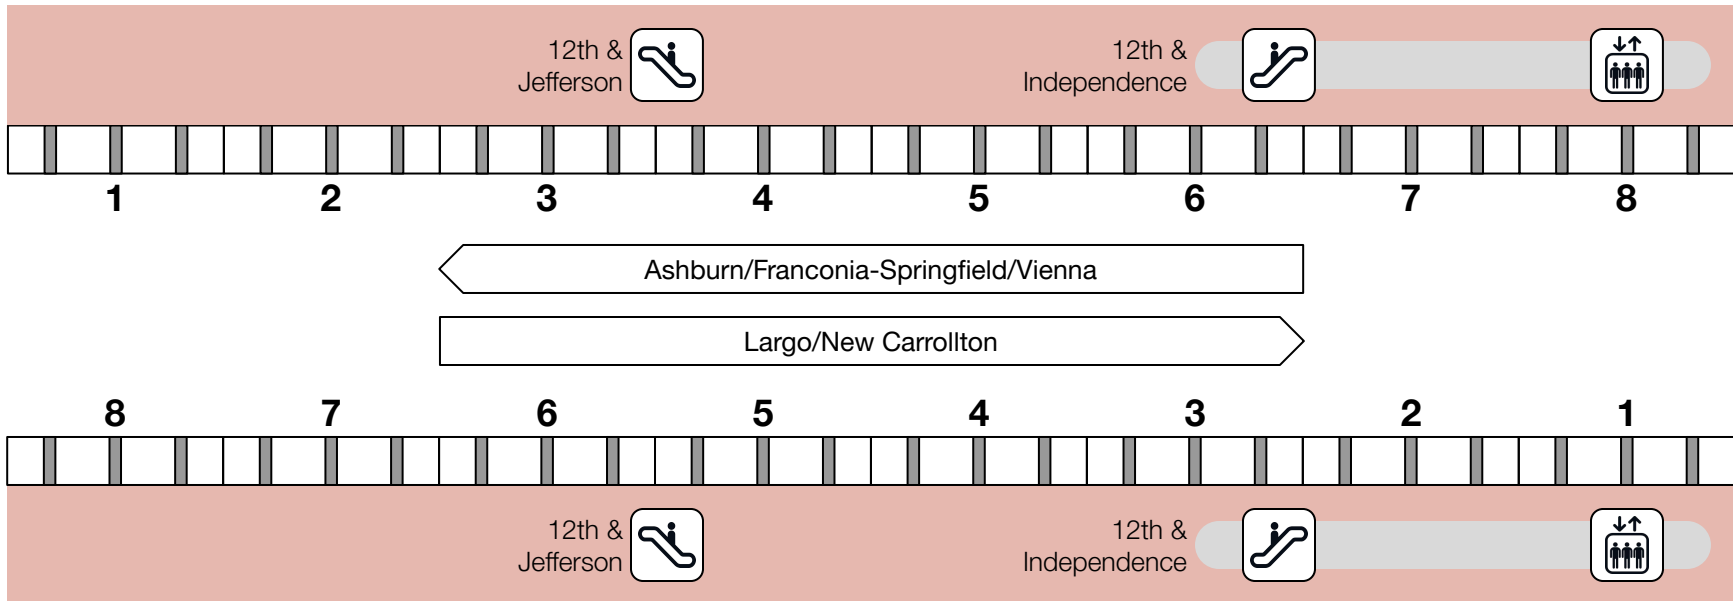 12th &
Jefferson
12th &
Independence
1 2 3 4 5 6 7 8
Ashburn/Franconia-Springfield/Vienna
Largo/New Carrollton
8 7 6 5 4 3 2 1
12th &
Jefferson
12th &
Independence